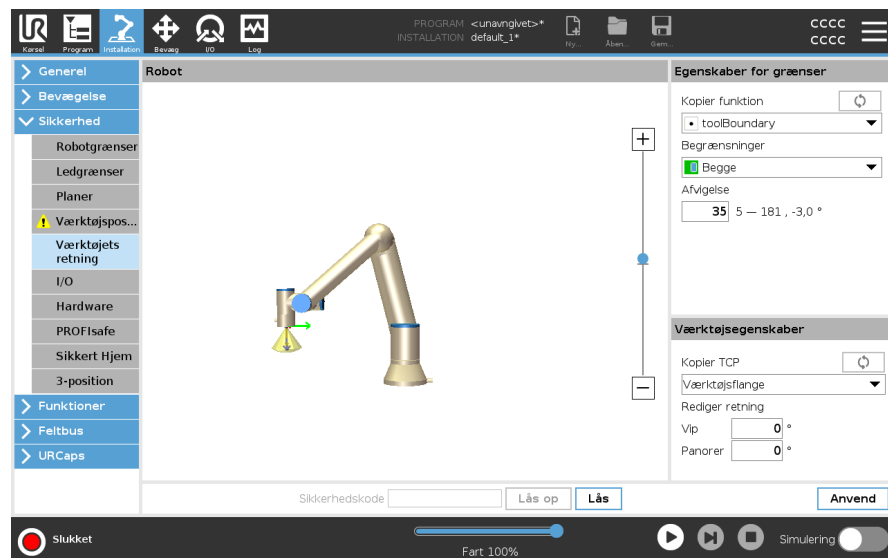 PROGRAM <unavngivet>*
INSTALLATION default_1*
Kørsel Program Installation Bevæg I/O Log
Ny... Åben... Gem...
CCCC
CCCC
Generel
Bevægelse
Sikkerhed
Robotgrænser
Ledgrænser
Planer
Værktøjspos...
Værktøjets
retning
I/O
Hardware
PROFIsafe
Sikkert Hjem
3-position
Funktioner
Feltbus
URCaps
Robot
Egenskaber for grænser
Kopier funktion
toolBoundary
Begrænsninger
Begge
Afvigelse
35 5 — 181 , -3,0 °
Værktøjsegenskaber
Kopier TCP
Værktøjsflange
Rediger retning
Vip 0 °
Panorer 0 °
Sikkerhedskode Lås op Lås Anvend
Slukket
Fart 100%
Simulering